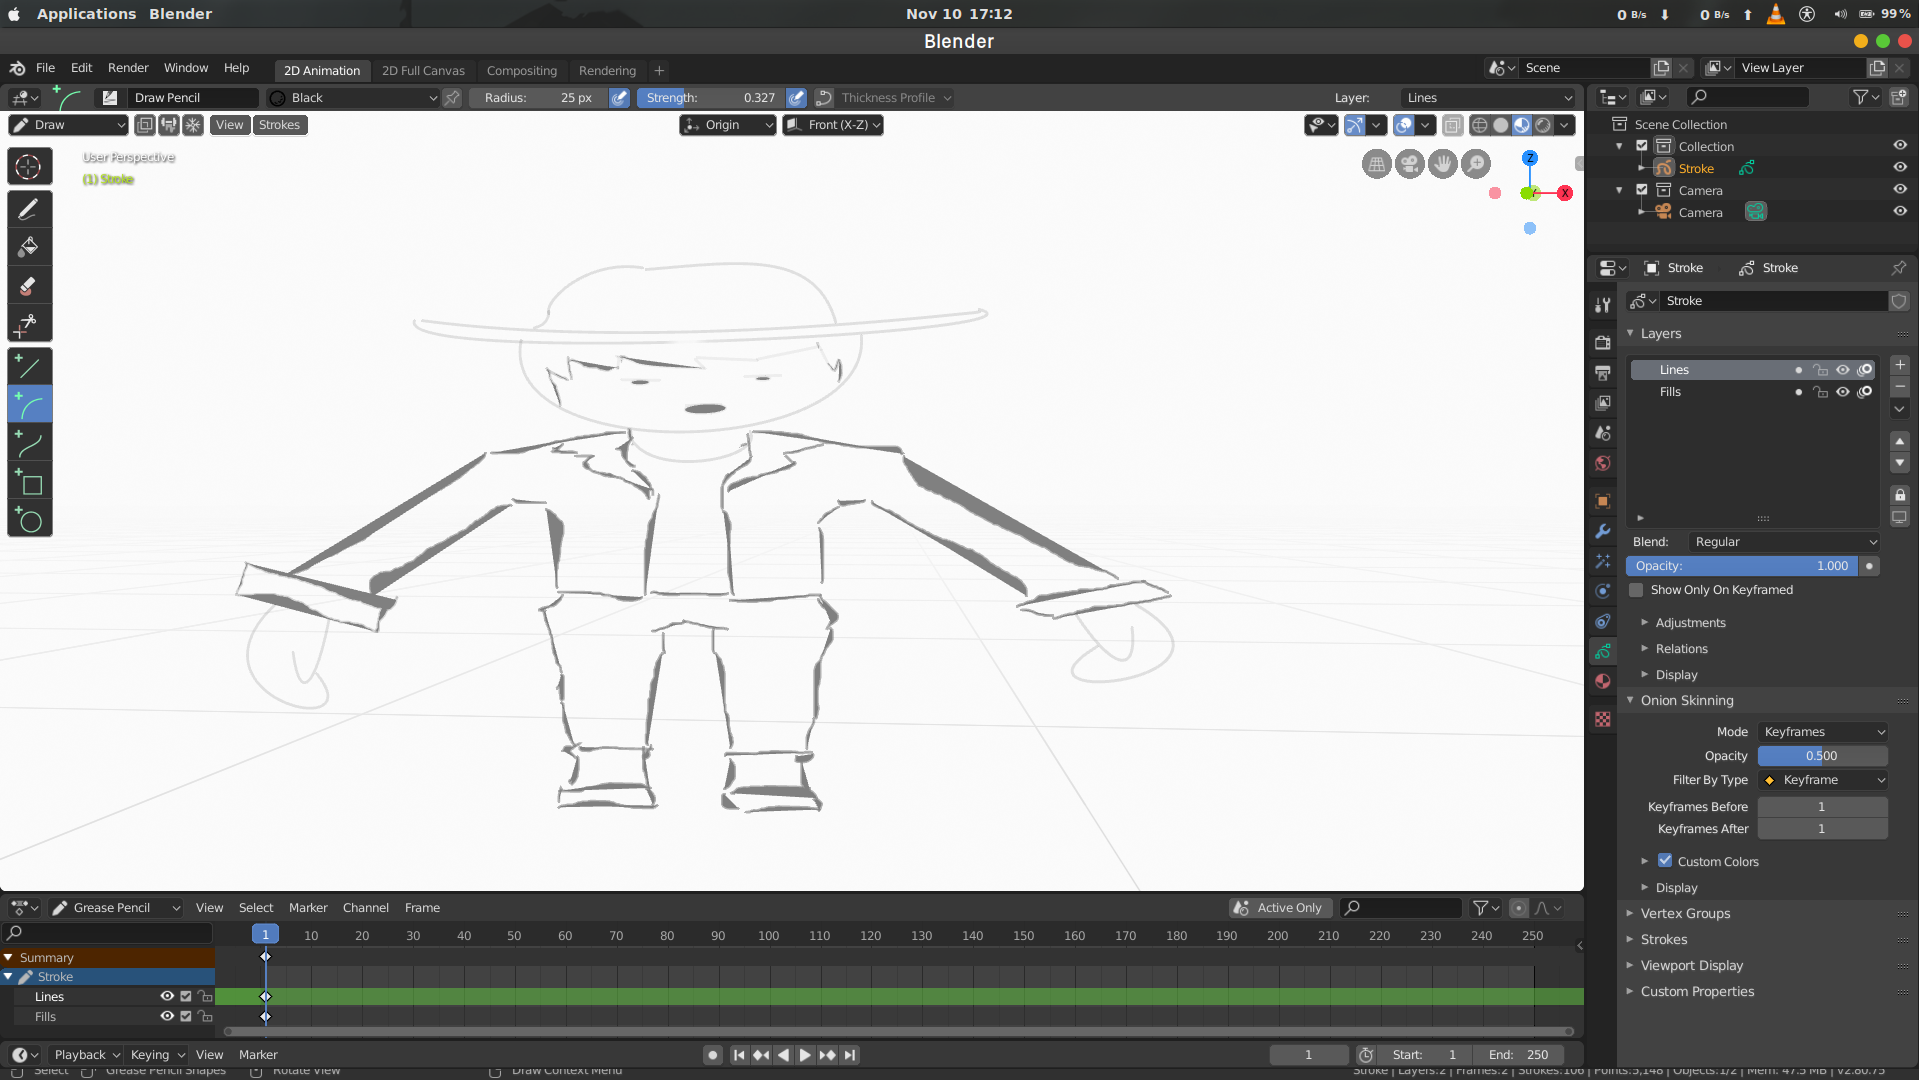 Applications Blender
Nov 10 17:12
0 B/s 0 B/s 99%
Blender
File Edit Render Window Help
2D Animation 2D Full Canvas Compositing Rendering +
Scene
View Layer
Draw Pencil
Black
Radius: 25 px
Strength: 0.327
Thickness Profile
Layer: Lines
Draw
View Strokes
Origin
Front (X-Z)
User Perspective
(1) Stroke
Z
X
Scene Collection
Collection
Stroke
Camera
Camera
Stroke Stroke
Stroke
Layers
Lines
Fills
Blend: Regular
Opacity: 1.000
Show Only On Keyframed
Adjustments
Relations
Display
Onion Skinning
Mode Keyframes
Opacity 0.500
Filter By Type Keyframe
Keyframes Before 1
Keyframes After 1
Custom Colors
Display
Vertex Groups
Strokes
Viewport Display
Custom Properties
Grease Pencil View Select Marker Channel Frame
Active Only
1 10 20 30 40 50 60 70 80 90 100 110 120 130 140 150 160 170 180 190 200 210 220 230 240 250
Summary
Stroke
Lines
Fills
Playback Keying View Marker
1
Start: 1
End: 250
Select Grease Pencil Shapes Rotate View Draw Context Menu
Stroke | Layers:2 | Frames:2 | Strokes:106 | Points:5,148 | Objects:1/2 | Mem: 47.5 MB | v2.80.75